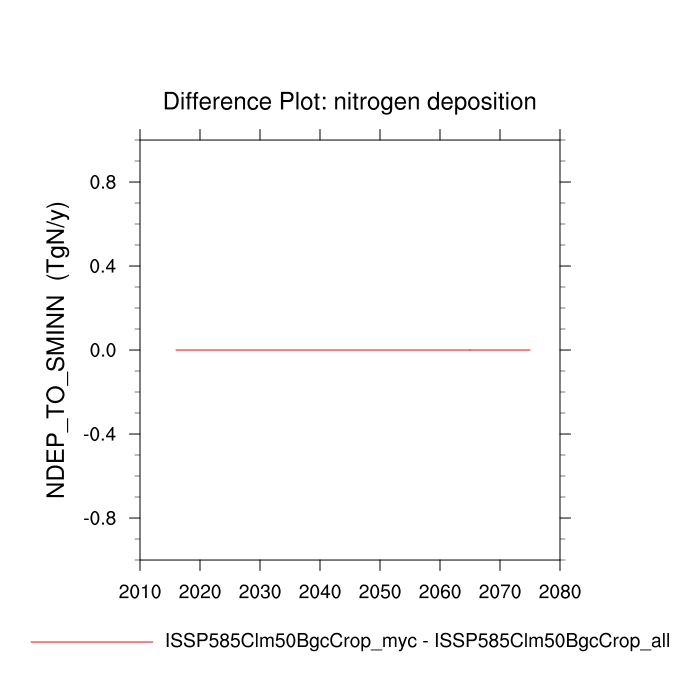 Difference Plot: nitrogen deposition
NDEP_TO_SMINN (TgN/y)
0.8
0.4
0.0
-0.4
-0.8
2010 2020 2030 2040 2050 2060 2070 2080
ISSP585Clm50BgcCrop_myc - ISSP585Clm50BgcCrop_all